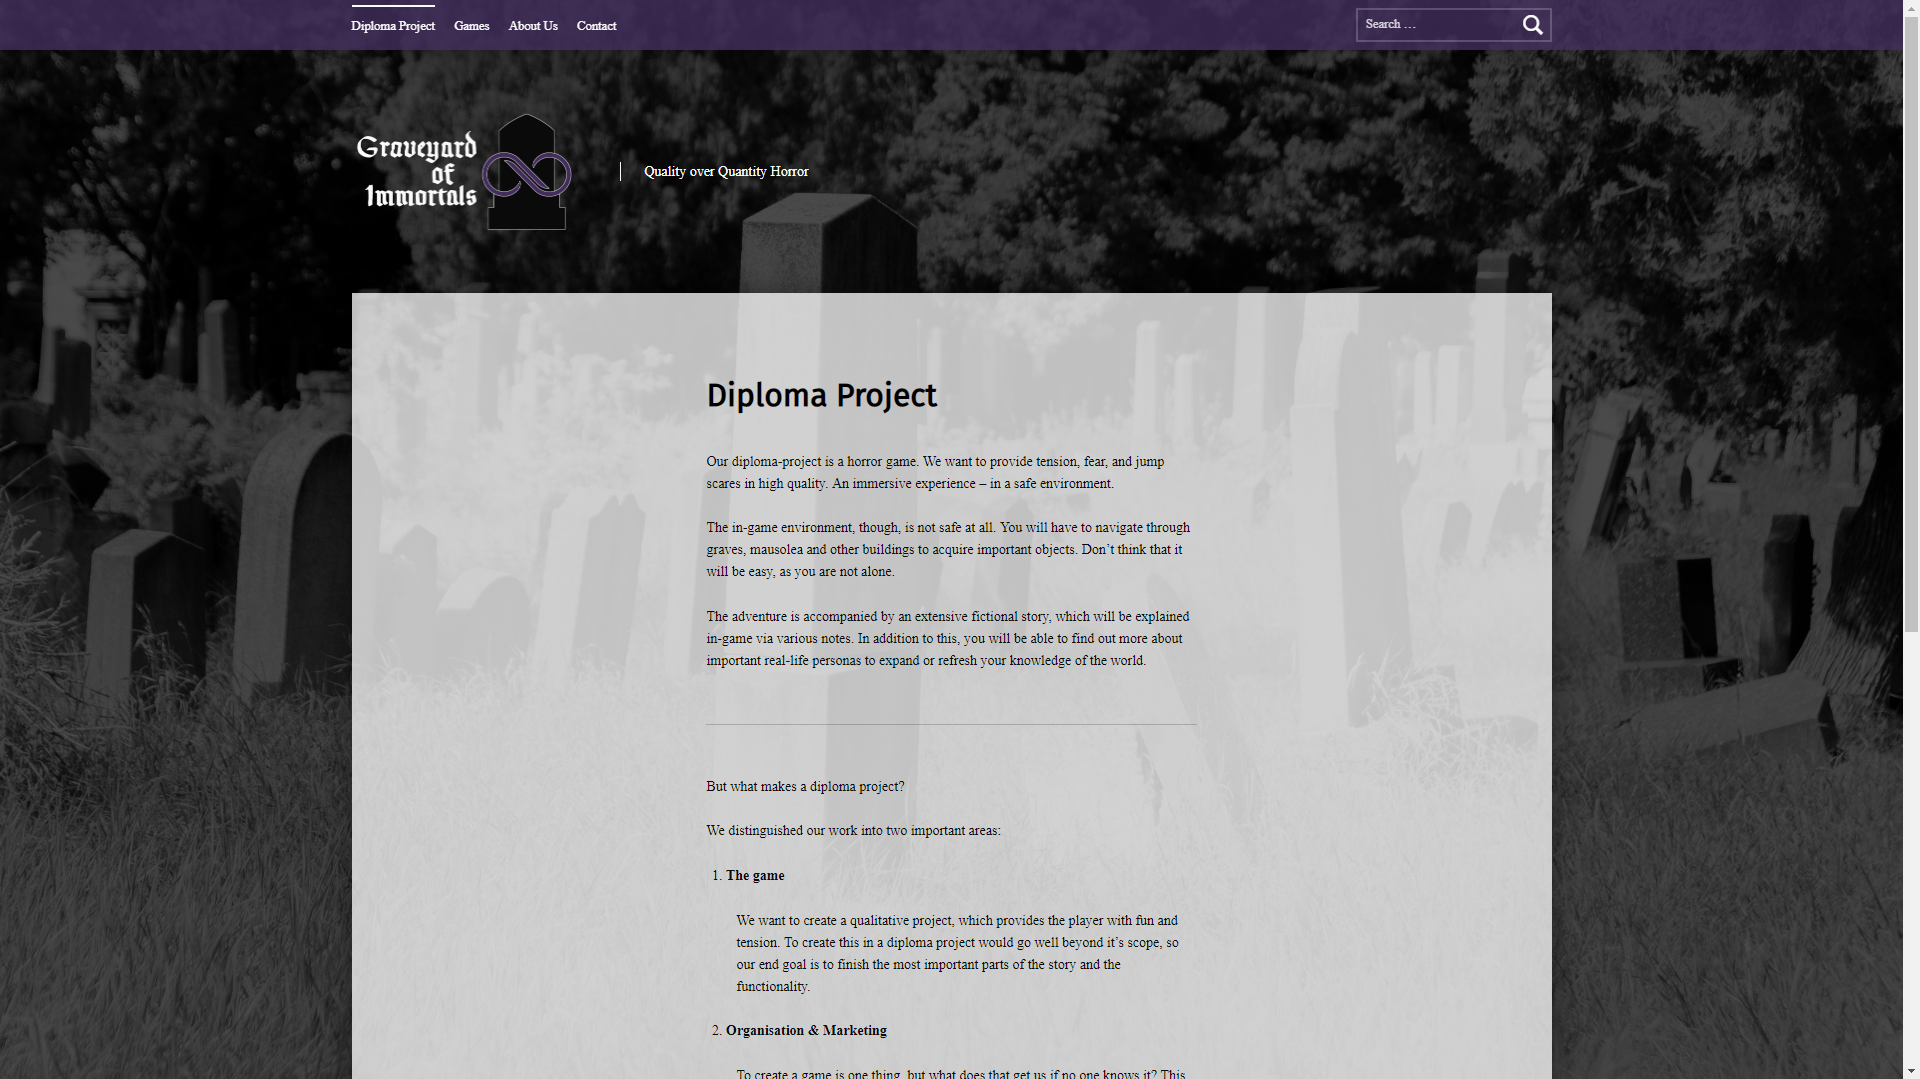 Diploma Project
Games
About Us
Contact
Search …
Graveyard
of
Immortals
Quality over Quantity Horror
Diploma Project
Our diploma-project is a horror game. We want to provide tension, fear, and jump
scares in high quality. An immersive experience – in a safe environment.
The in-game environment, though, is not safe at all. You will have to navigate through
graves, mausolea and other buildings to acquire important objects. Don’t think that it
will be easy, as you are not alone.
The adventure is accompanied by an extensive fictional story, which will be explained
in-game via various notes. In addition to this, you will be able to find out more about
important real-life personas to expand or refresh your knowledge of the world.
But what makes a diploma project?
We distinguished our work into two important areas:
1. The game
We want to create a qualitative project, which provides the player with fun and
tension. To create this in a diploma project would go well beyond it’s scope, so
our end goal is to finish the most important parts of the story and the
functionality.
2. Organisation & Marketing
To create a game is one thing, but what does that get us if no one knows it? This